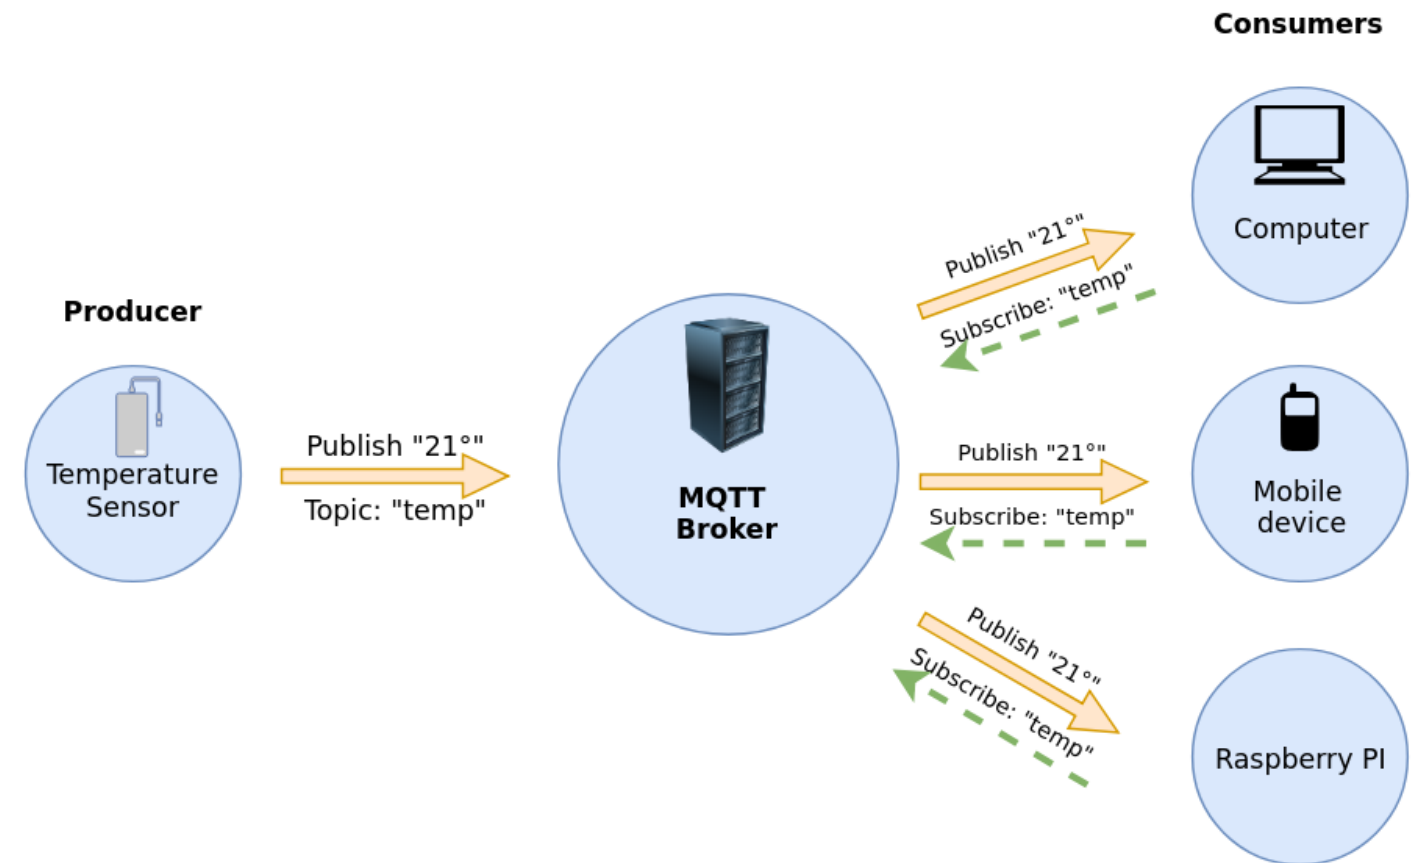 Consumers
Computer
Publish "21°"
Subscribe: "temp"
Producer
Temperature
Sensor
Publish "21°"
Topic: "temp"
MQTT
Broker
Publish "21°"
Subscribe: "temp"
Mobile
device
Publish "21°"
Subscribe: "temp"
Raspberry PI